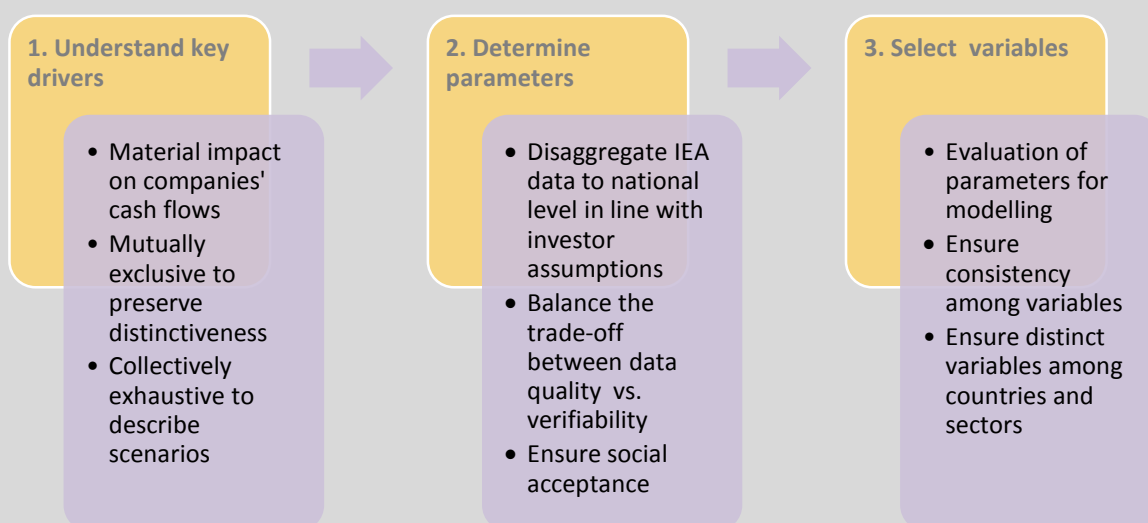 1. Understand key
drivers
• Material impact
on companies'
cash flows
• Mutually
exclusive to
preserve
distinctiveness
• Collectively
exhaustive to
describe
scenarios
2. Determine
parameters
• Disaggregate IEA
data to national
level in line with
investor
assumptions
• Balance the
trade-off
between data
quality vs.
verifiability
• Ensure social
acceptance
3. Select variables
• Evaluation of
parameters for
modelling
• Ensure
consistency
among variables
• Ensure distinct
variables among
countries and
sectors